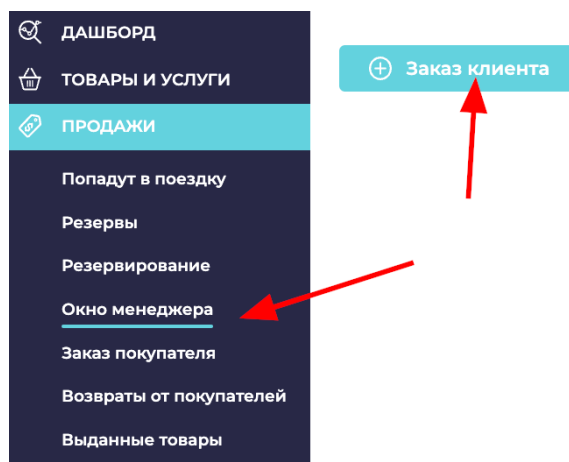 ДАШБОРД
ТОВАРЫ И УСЛУГИ
ПРОДАЖИ
Попадут в поездку
Резервы
Резервирование
Окно менеджера
Заказ покупателя
Возвраты от покупателей
Выданные товары
Заказ клиента